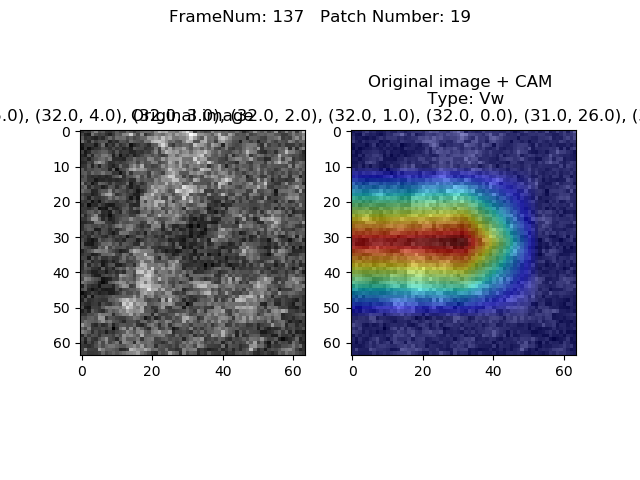 FrameNum: 137   Patch Number: 19
Original image + CAM
Type: Vw
.0), (32.0, 4.0), (32.0, 3.0), (32.0, 2.0), (32.0, 1.0), (32.0, 0.0), (31.0, 26.0), (3
Original image
0
10
20
30
40
50
60
0 20 40 60
0
10
20
30
40
50
60
0 20 40 60